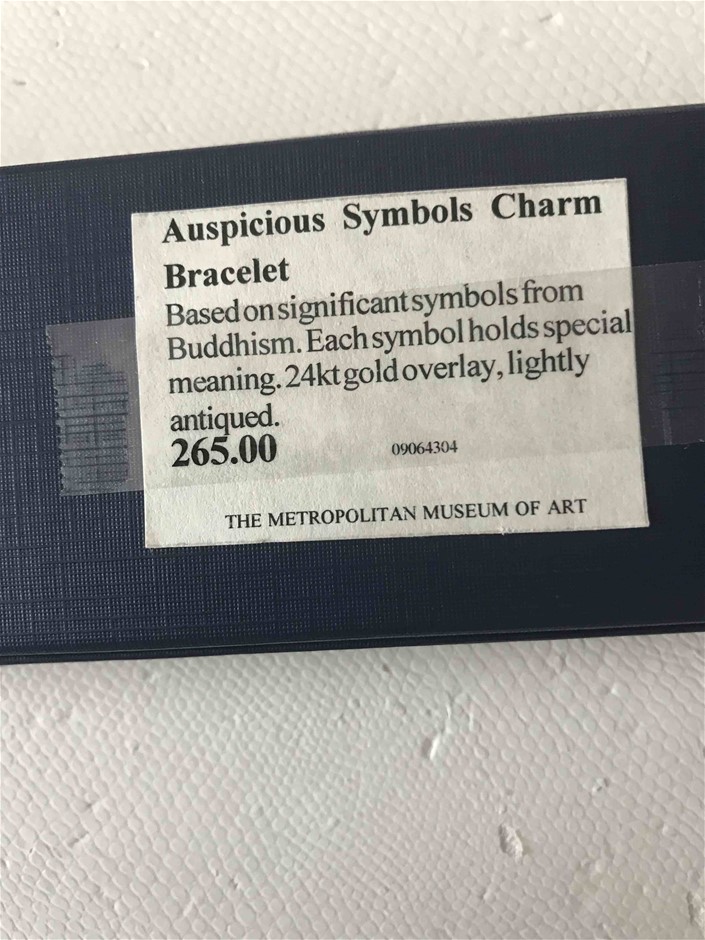 Auspicious Symbols Charm
Bracelet
Based on significant symbols from
Buddhism. Each symbol holds special
meaning. 24kt gold overlay, lightly
antiqued.
265.00 09064304
THE METROPOLITAN MUSEUM OF ART